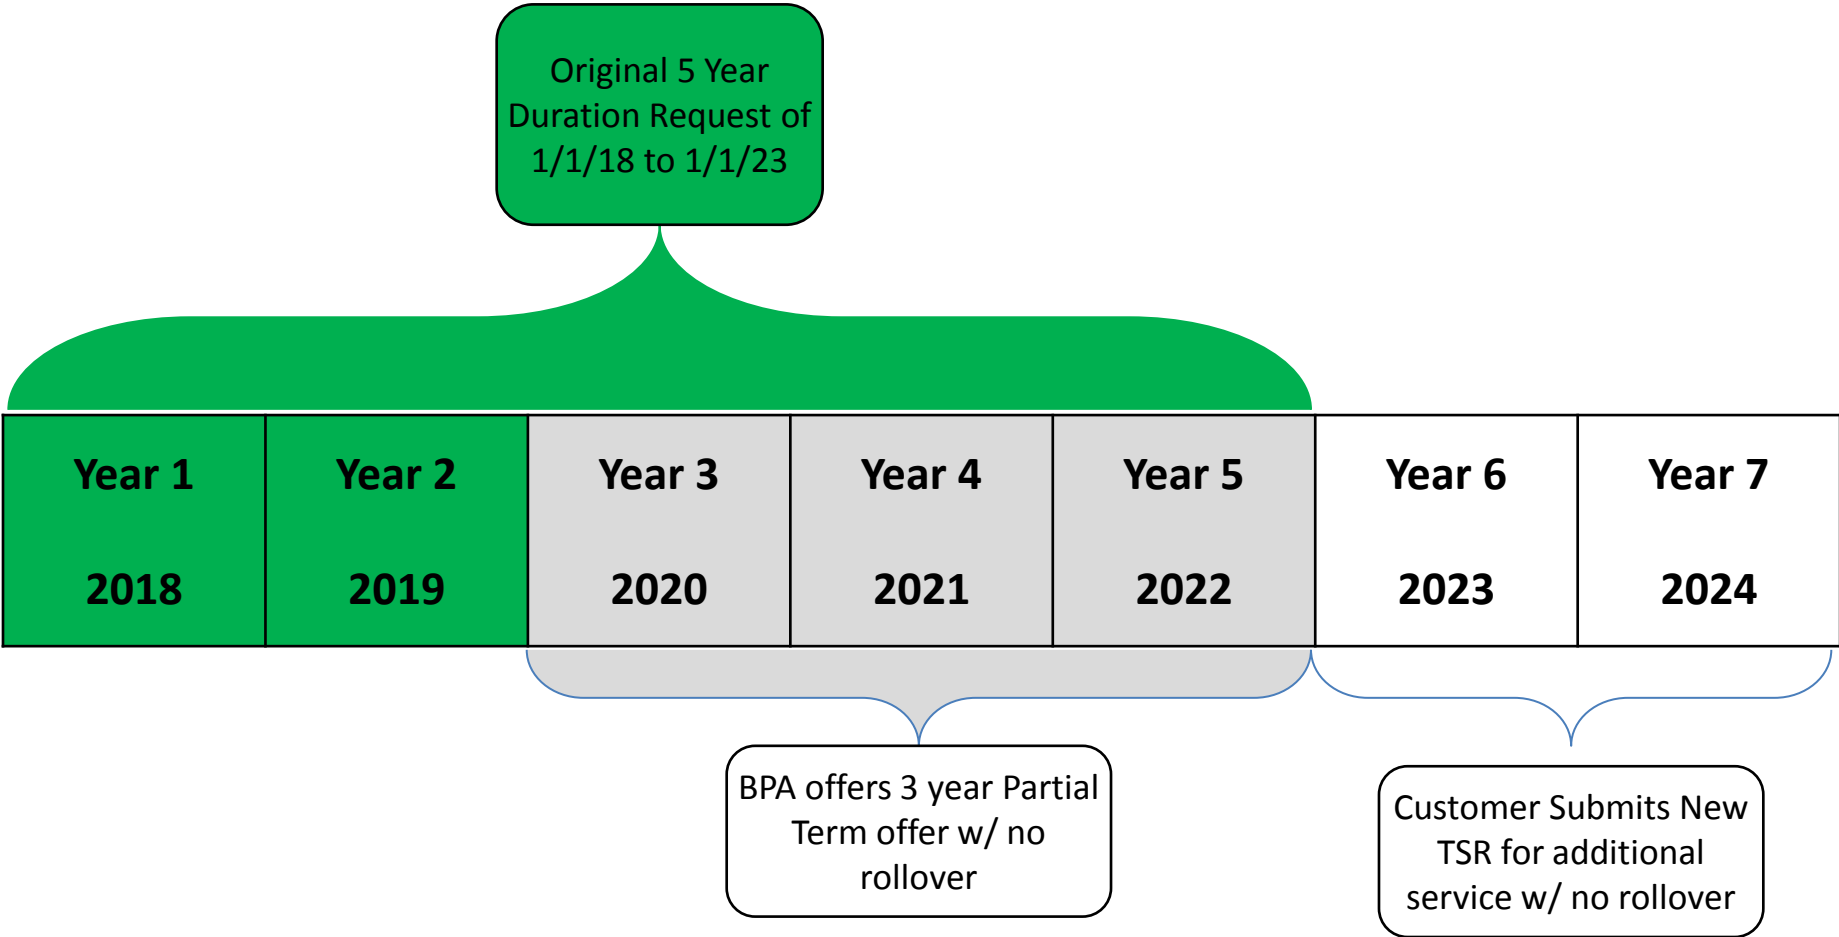 Original 5 Year
Duration Request of
1/1/18 to 1/1/23
Year 1
Year 2
Year 3
Year 4
Year 5
Year 6
Year 7
2018
2019
2020
2021
2022
2023
2024
BPA offers 3 year Partial
Term offer w/ no
rollover
Customer Submits New
TSR for additional
service w/ no rollover